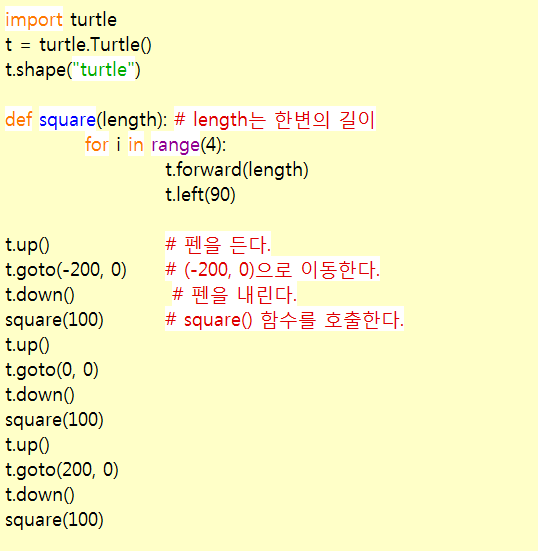 import turtle
t = turtle.Turtle()
t.shape("turtle")
def square(length): # length는 한변의 길이
for i in range(4):
t.forward(length)
t.left(90)
t.up() # 펜을 든다.
t.goto(-200, 0) # (-200, 0)으로 이동한다.
t.down() # 펜을 내린다.
square(100) # square() 함수를 호출한다.
t.up()
t.goto(0, 0)
t.down()
square(100)
t.up()
t.goto(200, 0)
t.down()
square(100)